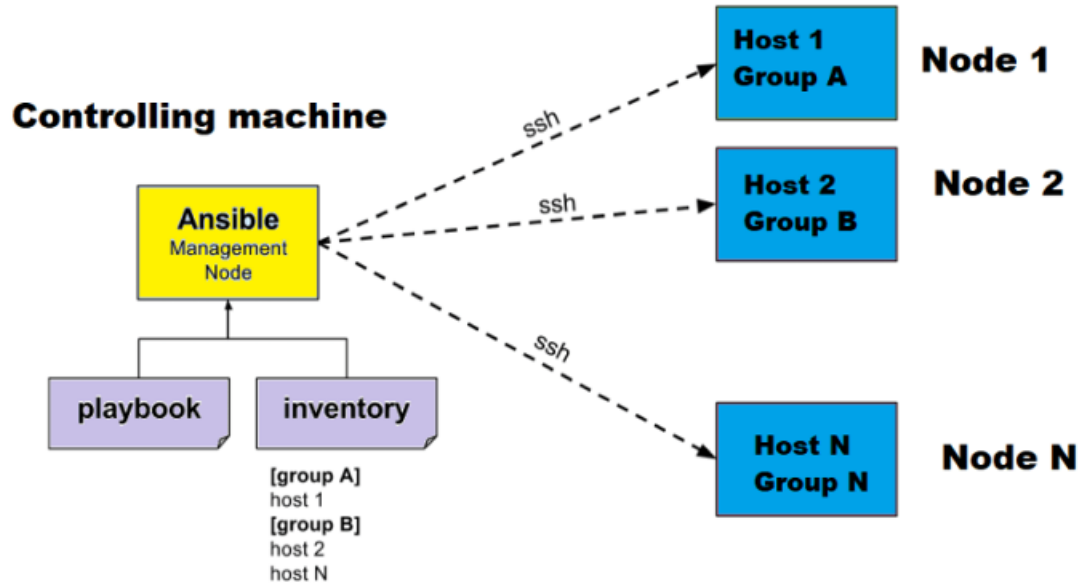 Controlling machine
Ansible
Management
Node
playbook
inventory
[group A]
host 1
[group B]
host 2
host N
ssh
ssh
ssh
Host 1
Group A
Node 1
Host 2
Group B
Node 2
Host N
Group N
Node N